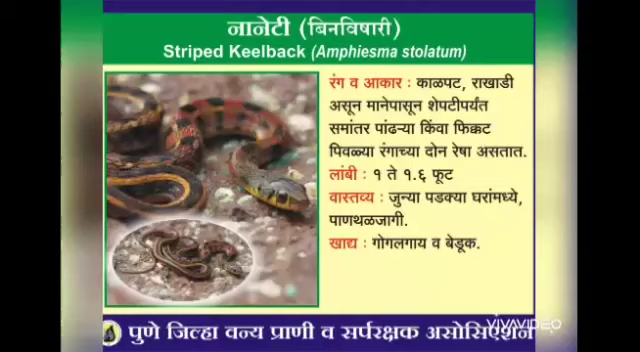 नानेटी (बिनविषारी)
Striped Keelback (Amphiesma stolatum)
रंग व आकार : काळपट, राखाडी
असून मानेपासून शेपटीपर्यंत
समांतर पांढऱ्या किंवा फिक्कट
पिवळ्या रंगाच्या दोन रेषा असतात.
लांबी : १ ते १.६ फूट
वास्तव्य : जुन्या पडक्या घरांमध्ये,
पाणथळजागी.
खाद्य : गोगलगाय व बेडूक.
पुणे जिल्हा वन्य प्राणी व सर्परक्षक असोसिएशन
VIVAVIDEO